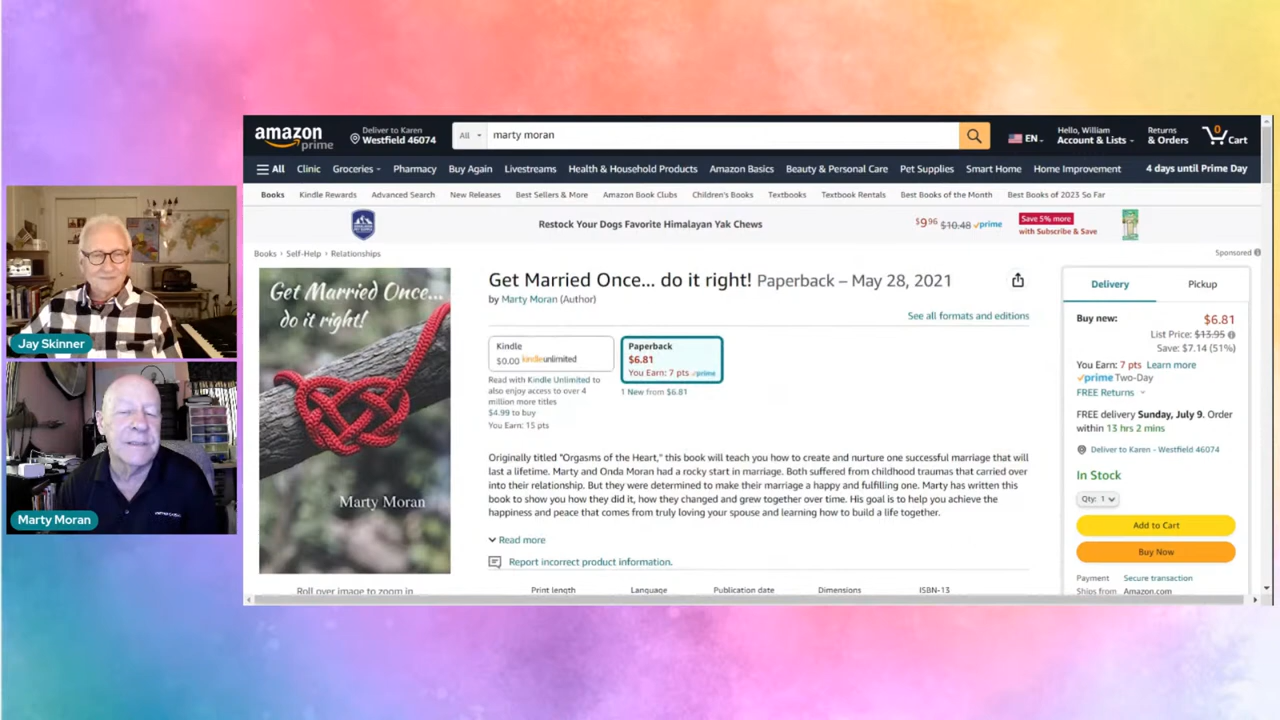 Jay Skinner
Marty Moran
amazon
prime
Deliver to Karen
Westfield 46074
All
marty moran
EN
Hello, William
Account & Lists
Returns
& Orders
0
Cart
All
Clinic
Groceries
Pharmacy
Buy Again
Livestreams
Health & Household Products
Amazon Basics
Beauty & Personal Care
Pet Supplies
Smart Home
Home Improvement
4 days until Prime Day
Books
Kindle Rewards
Advanced Search
New Releases
Best Sellers & More
Amazon Book Clubs
Children's Books
Textbooks
Textbook Rentals
Best Books of the Month
Best Books of 2023 So Far
Restock Your Dogs Favorite Himalayan Yak Chews
$9.96 $10.48 prime
Save 5% more
with Subscribe & Save
Sponsored
Books › Self-Help › Relationships
Get Married Once...
do it right!
Marty Moran
Roll over image to zoom in
Get Married Once... do it right! Paperback – May 28, 2021
by Marty Moran (Author)
See all formats and editions
Kindle
$0.00 kindleunlimited
Read with Kindle Unlimited to
also enjoy access to over 4
million more titles
$4.99 to buy
You Earn: 15 pts
Paperback
$6.81
You Earn: 7 pts prime
1 New from $6.81
Originally titled "Orgasms of the Heart," this book will teach you how to create and nurture one successful marriage that will
last a lifetime. Marty and Onda Moran had a rocky start in marriage. Both suffered from childhood traumas that carried over
into their relationship. But they were determined to make their marriage a happy and fulfilling one. Marty has written this
book to show you how they did it, how they changed and grew together over time. His goal is to help you achieve the
happiness and peace that comes from truly loving your spouse and learning how to build a life together.
Read more
Report incorrect product information.
Print length
Language
Publication date
Dimensions
ISBN-13
Delivery
Pickup
Buy new:
$6.81
List Price: $13.95
Save: $7.14 (51%)
You Earn: 7 pts Learn more
prime Two-Day
FREE Returns
FREE delivery Sunday, July 9. Order
within 13 hrs 2 mins
Deliver to Karen - Westfield 46074
In Stock
Qty: 1
Add to Cart
Buy Now
Payment Secure transaction
Ships from Amazon.com